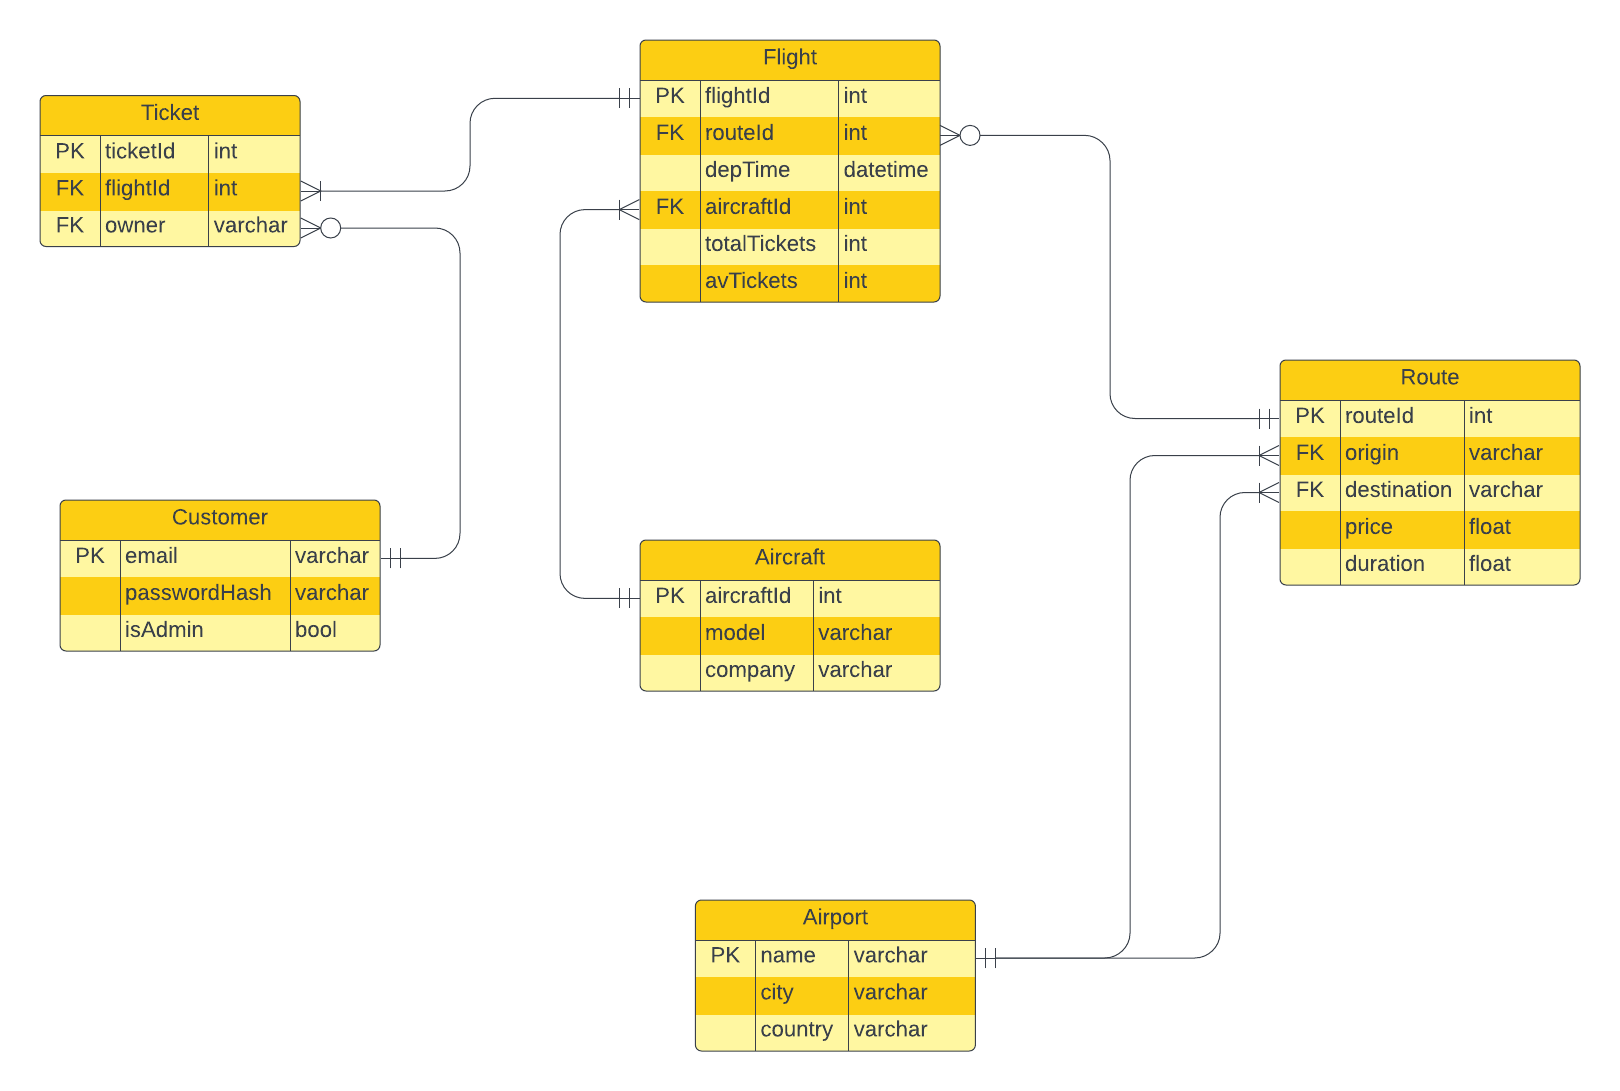 Flight
PK flightId int
FK routeId int
depTime datetime
FK aircraftId int
totalTickets int
avTickets int
Ticket
PK ticketId int
FK flightId int
FK owner varchar
Route
PK routeId int
FK origin varchar
FK destination varchar
price float
duration float
Customer
PK email varchar
passwordHash varchar
isAdmin bool
Aircraft
PK aircraftId int
model varchar
company varchar
Airport
PK name varchar
city varchar
country varchar